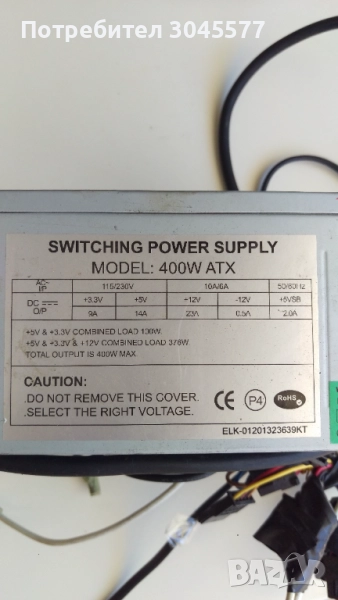 Потребител 3045577
SWITCHING POWER SUPPLY
MODEL: 400W ATX
AC- I/P 115/230V 10A/6A 50/60HZ
DC O/P +3.3V +5V +12V -12V +5VSB
9A 14A 23A 0.5A 2.0A
+5V & +3.3V COMBINED LOAD 130W.
+5V & +3.3V & +12V COMBINED LOAD 378W.
TOTAL OUTPUT IS 400W MAX.
CAUTION:
.DO NOT REMOVE THIS COVER.
.SELECT THE RIGHT VOLTAGE.
CE P4 RoHS
ELK-01201323639KT
BAZAR